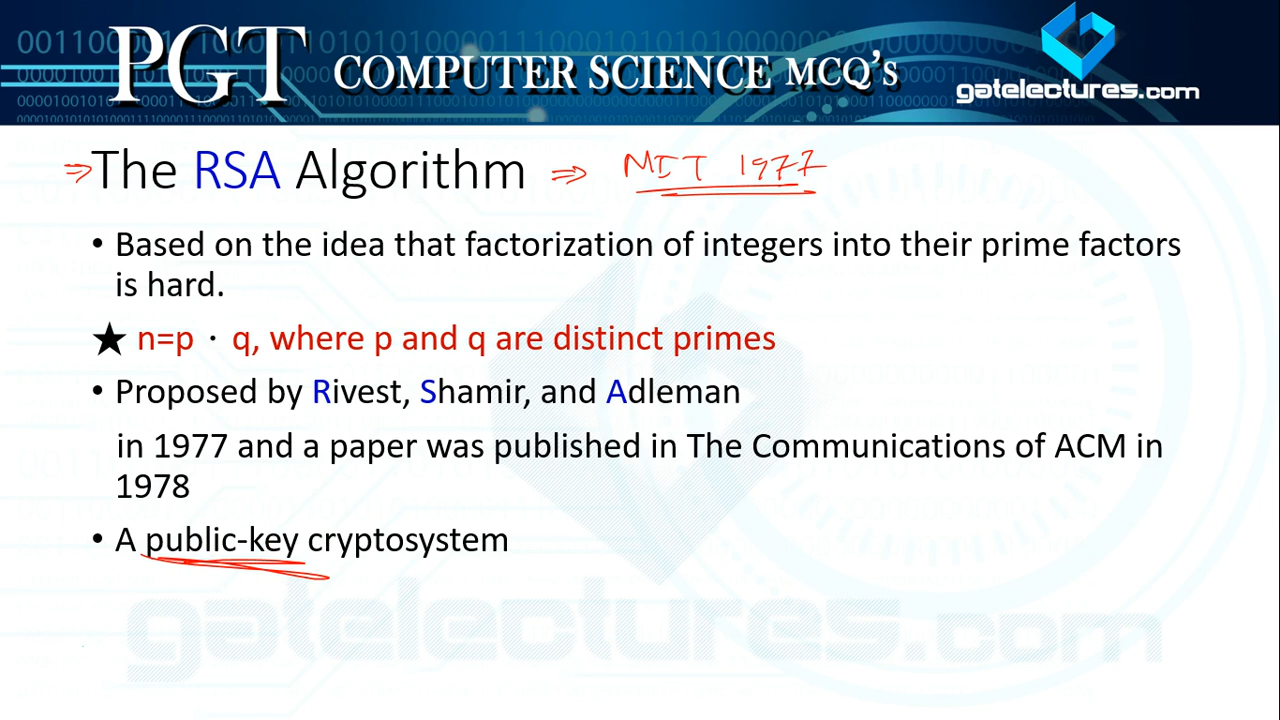 PGT COMPUTER SCIENCE MCQ's
gatelectures.com
⇒ The RSA Algorithm ⇒ MIT 1977
• Based on the idea that factorization of integers into their prime factors
is hard.
★ n=p · q, where p and q are distinct primes
• Proposed by Rivest, Shamir, and Adleman
in 1977 and a paper was published in The Communications of ACM in
1978
• A public-key cryptosystem
gatelectures.com